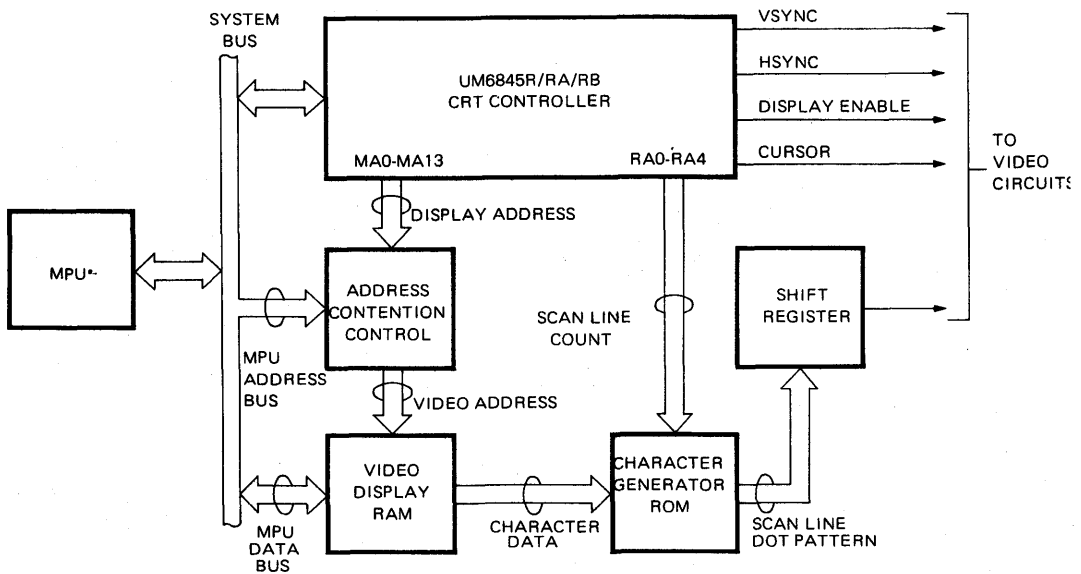 SYSTEM
BUS
UM6845R/RA/RB
CRT CONTROLLER
MA0-MA13
RA0-RA4
VSYNC
HSYNC
DISPLAY ENABLE
CURSOR
TO
VIDEO
CIRCUITS
DISPLAY ADDRESS
MPU*
ADDRESS
CONTENTION
CONTROL
SCAN LINE
COUNT
SHIFT
REGISTER
MPU
ADDRESS
BUS
VIDEO ADDRESS
VIDEO
DISPLAY
RAM
CHARACTER
GENERATOR
ROM
MPU
DATA
BUS
CHARACTER
DATA
SCAN LINE
DOT PATTERN